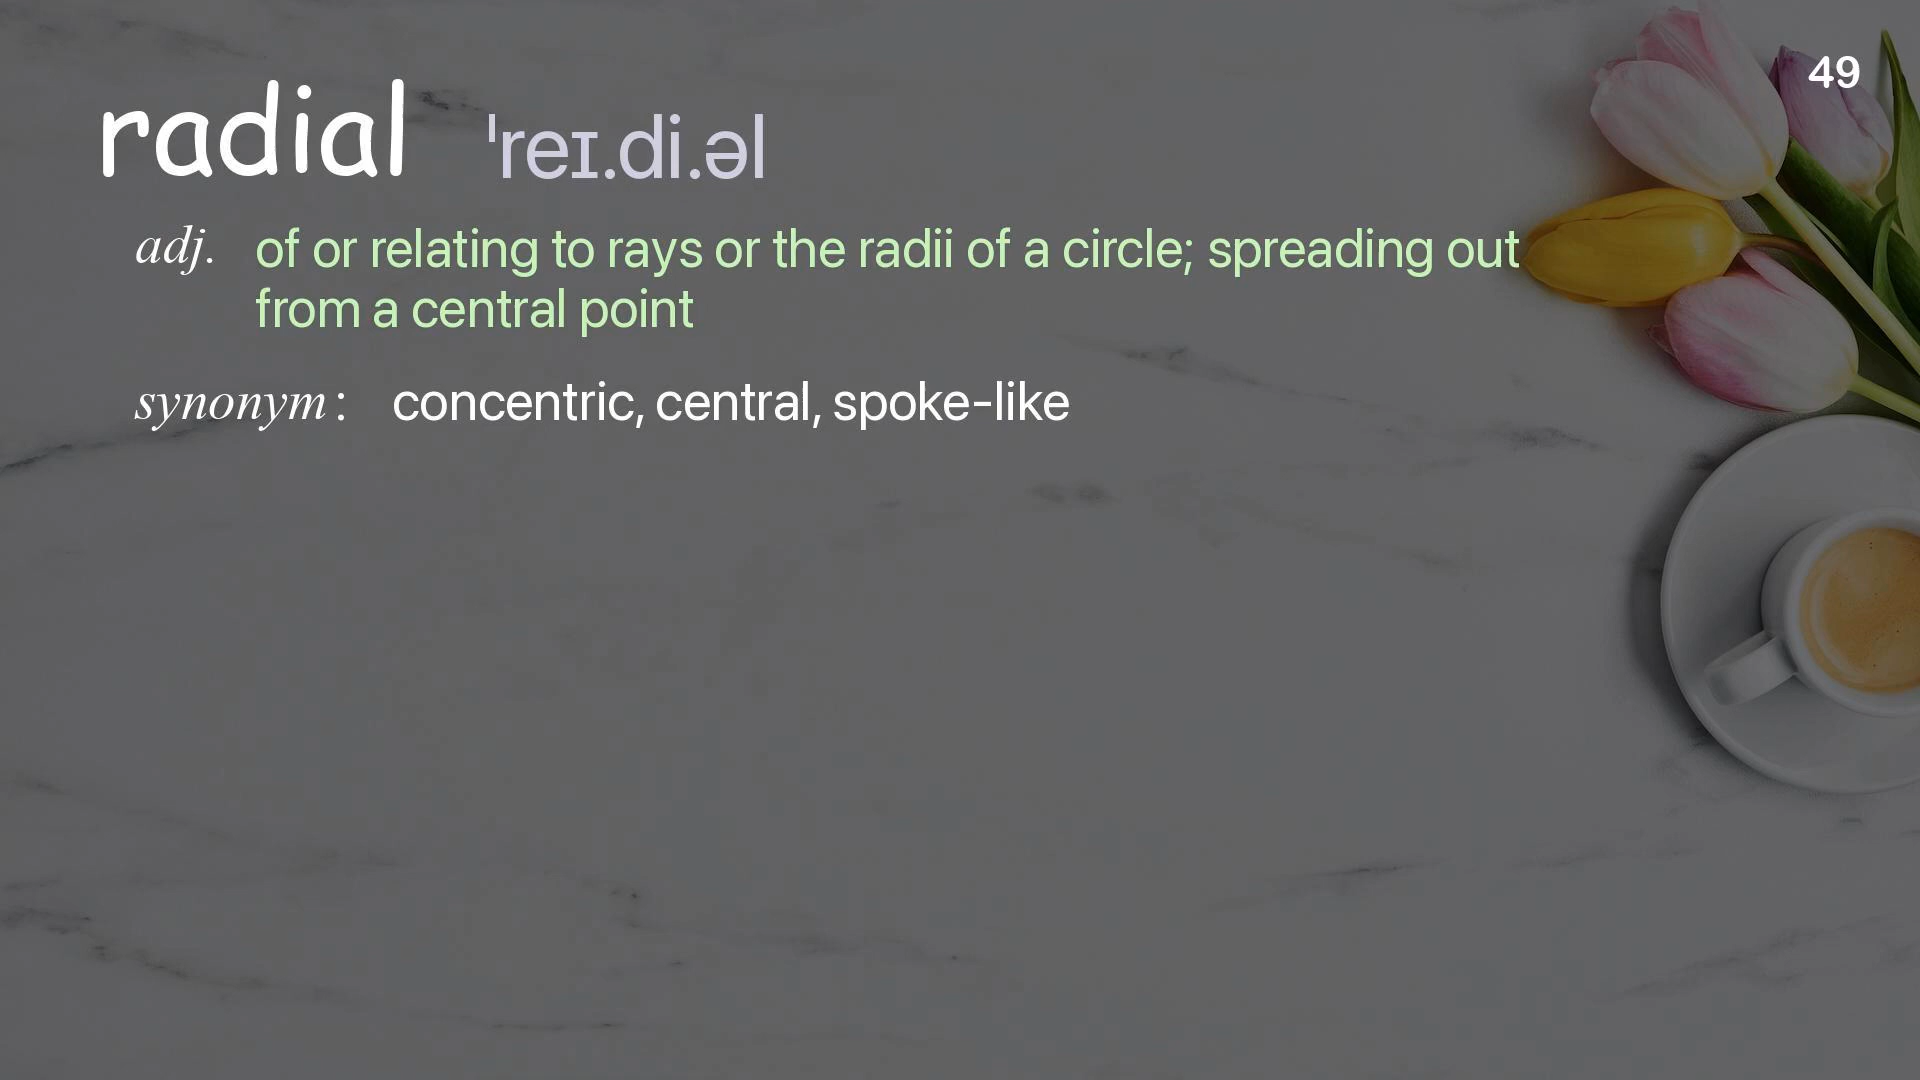 49
radial ˈreɪ.di.əl
adj. of or relating to rays or the radii of a circle; spreading out
from a central point
synonym : concentric, central, spoke-like